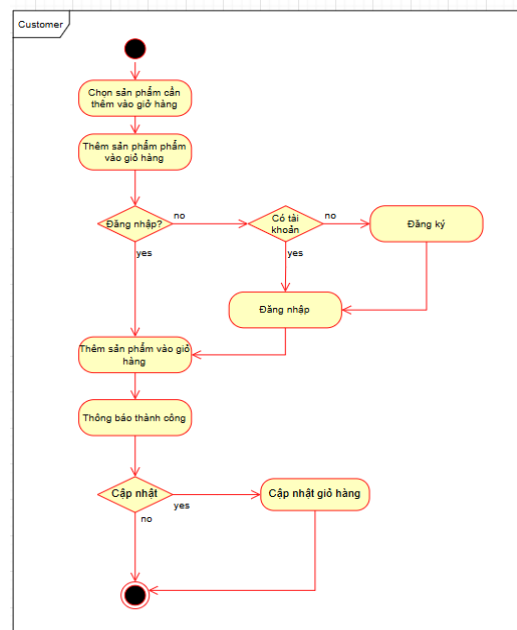 Customer
Chọn sản phẩm cần
thêm vào giở hàng
Thêm sản phẩm phẩm
vào giỏ hàng
Đăng nhập?
no
Có tài
khoản
no
Đăng ký
yes
yes
Đăng nhập
Thêm sản phẩm vào giỏ
hàng
Thông báo thành công
Cập nhật
yes
Cập nhật giỏ hàng
no